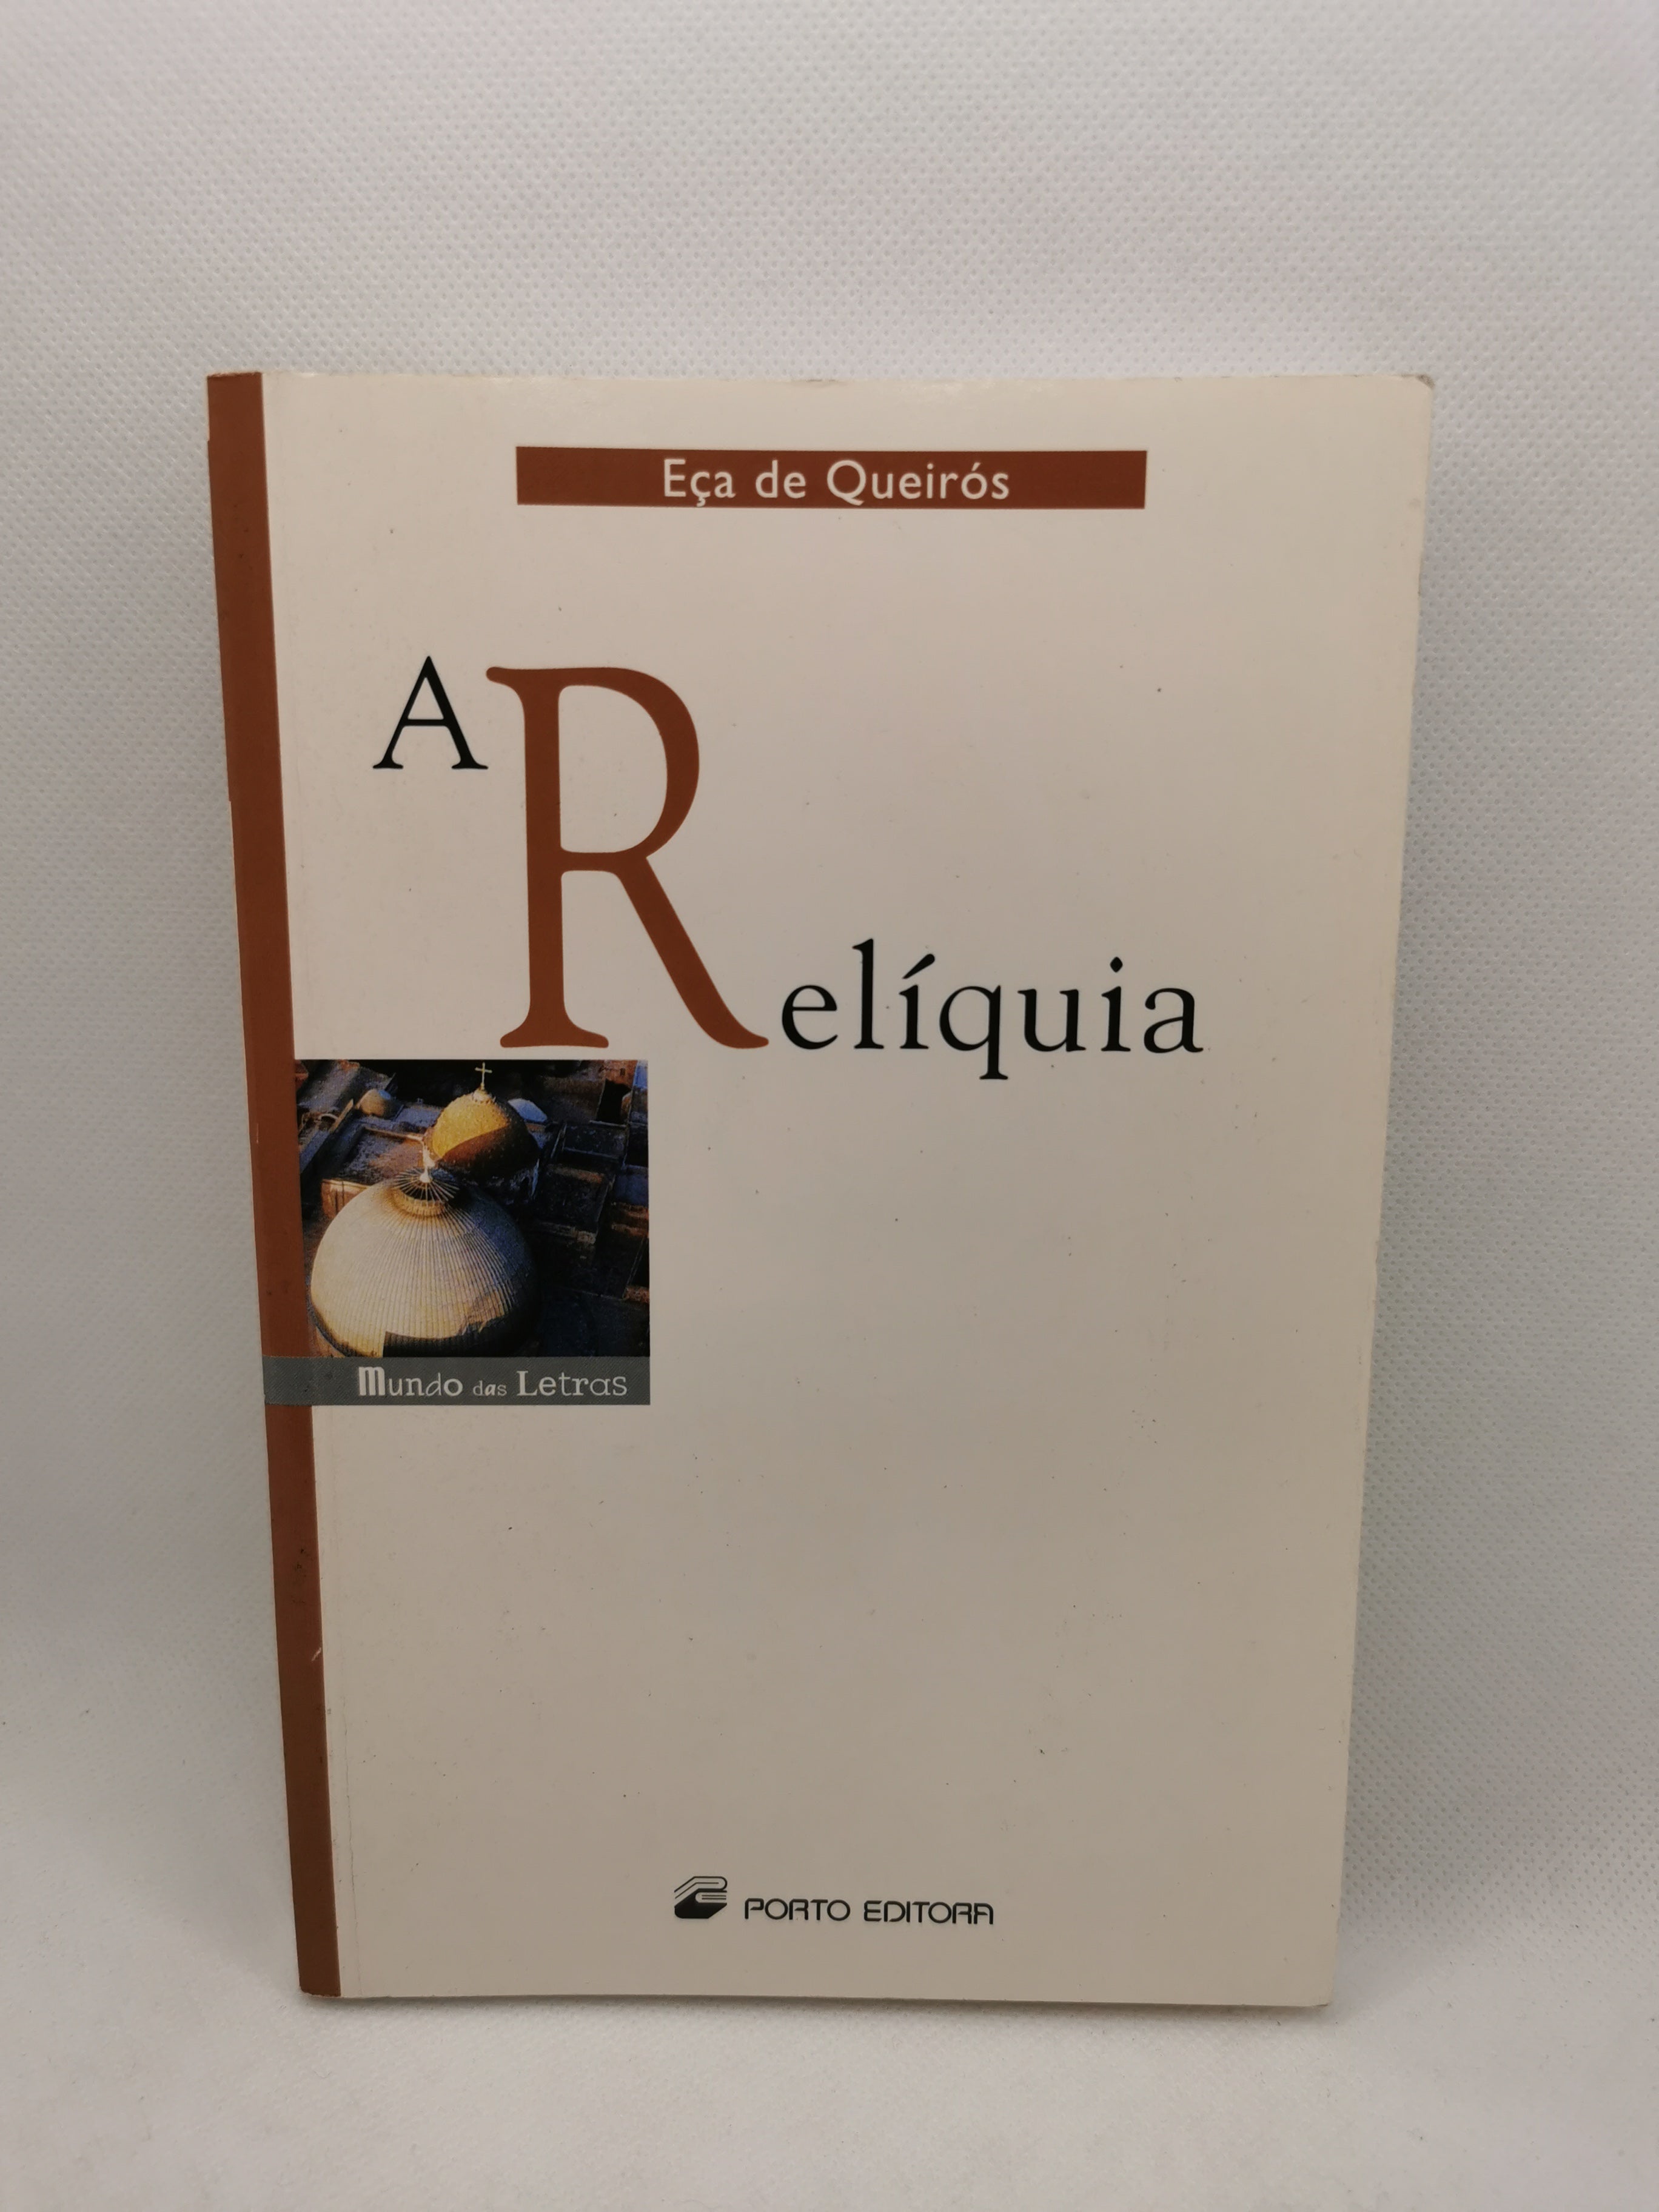 Eça de Queirós
A Relíquia
Mundo das Letras
PORTO EDITORA